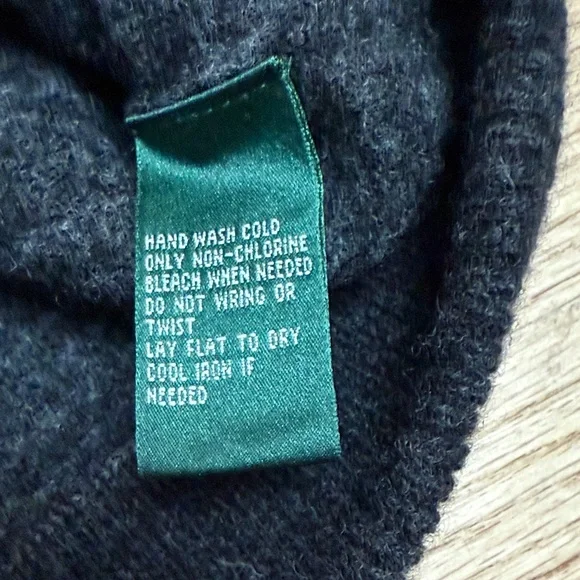 HAND WASH COLD
ONLY NON-CHLORINE
BLEACH WHEN NEEDED
DO NOT WRING OR
TWIST
LAY FLAT TO DRY
COOL IRON IF
NEEDED